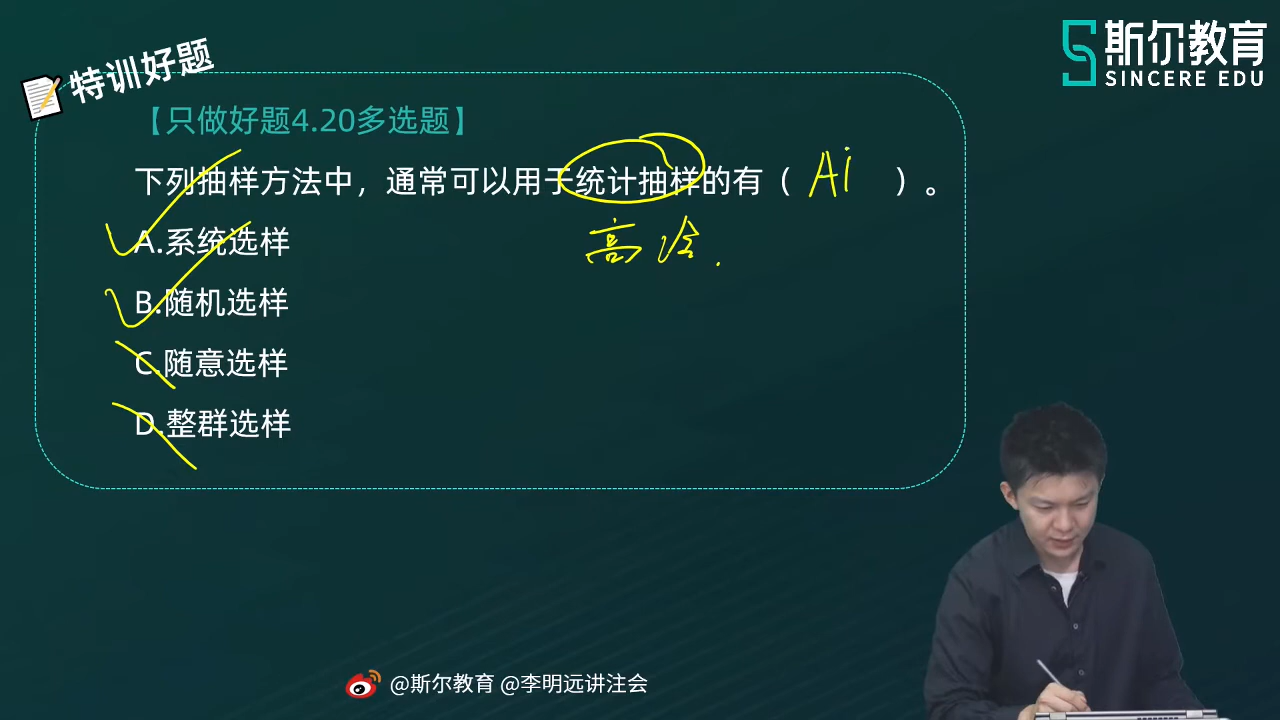 斯尔教育
SINCERE EDU
特训好题
【只做好题4.20多选题】
下列抽样方法中，通常可以用于统计抽样的有（ Ai ）。
高冷.
A.系统选样
B.随机选样
C.随意选样
D.整群选样
@斯尔教育 @李明远讲注会